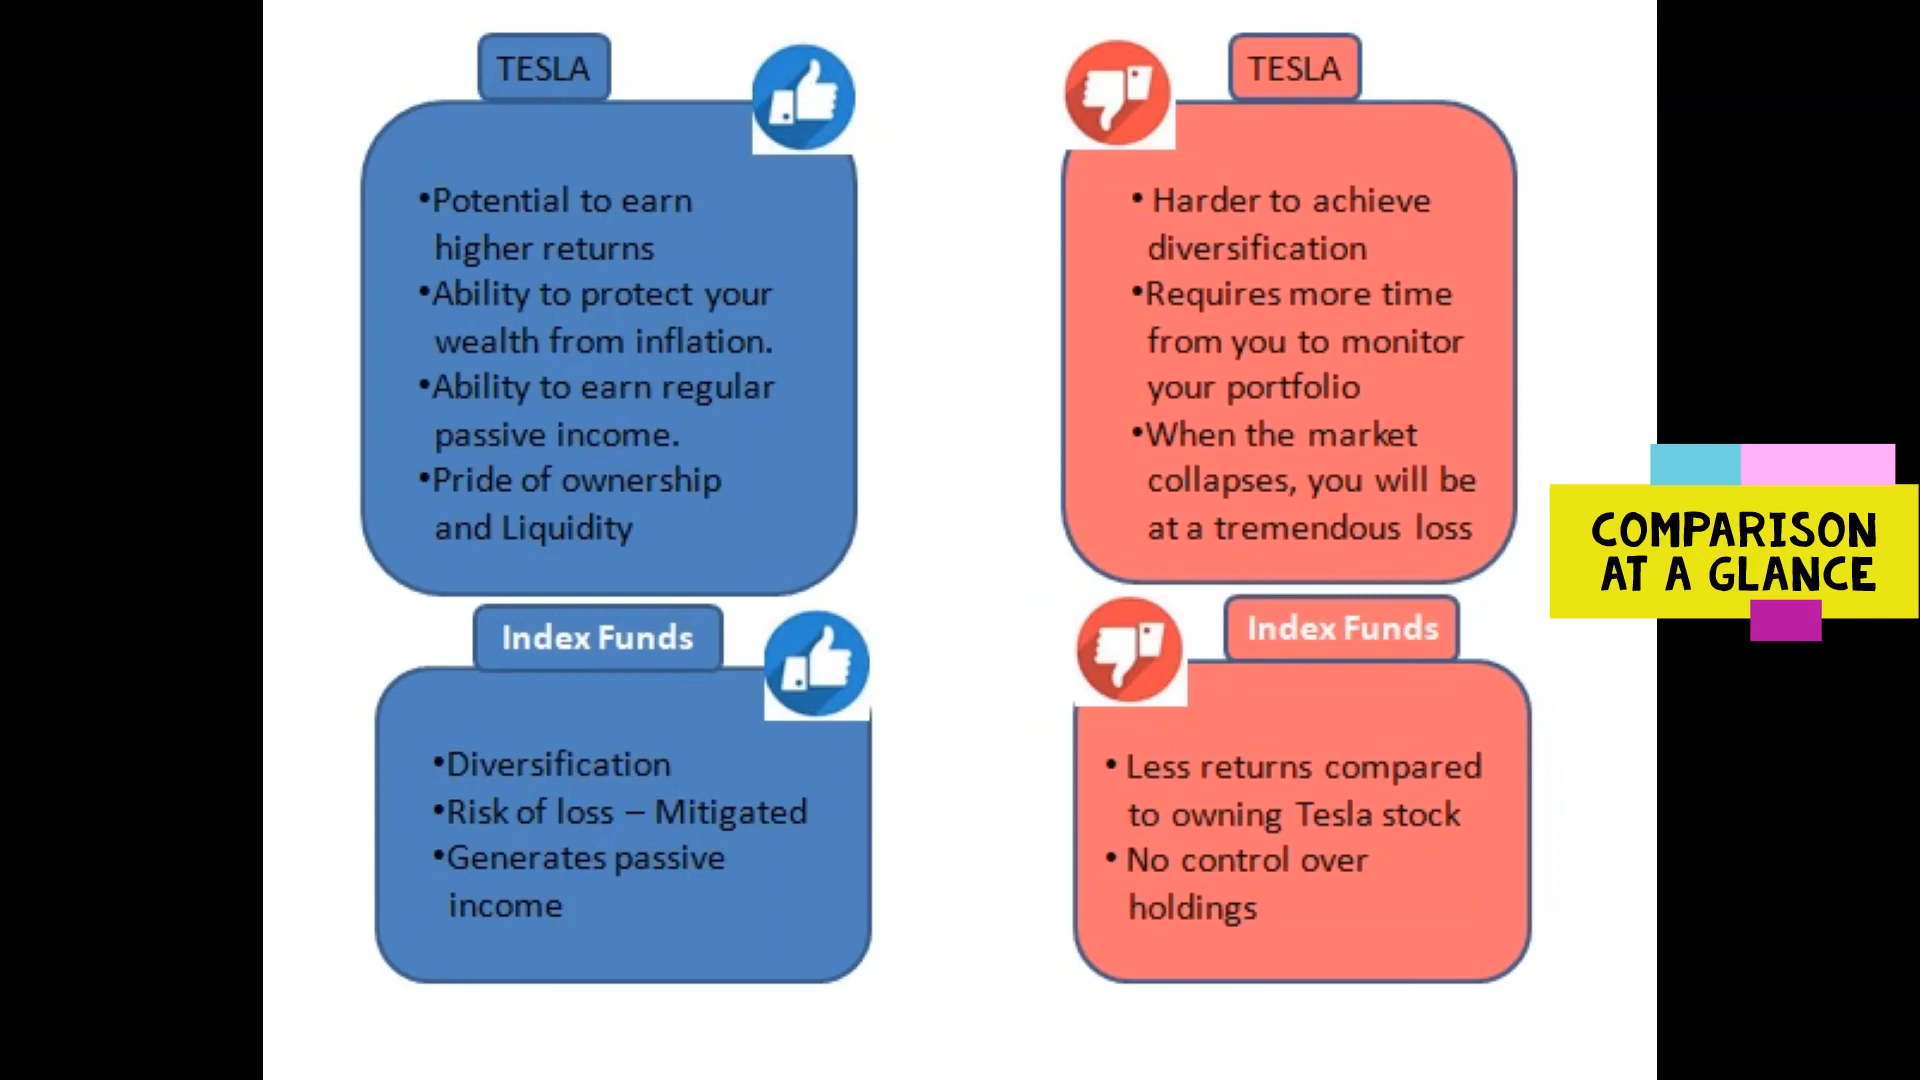 TESLA
•Potential to earn
higher returns
•Ability to protect your
wealth from inflation.
•Ability to earn regular
passive income.
•Pride of ownership
and Liquidity
TESLA
• Harder to achieve
diversification
•Requires more time
from you to monitor
your portfolio
•When the market
collapses, you will be
at a tremendous loss
Index Funds
•Diversification
•Risk of loss – Mitigated
•Generates passive
income
Index Funds
• Less returns compared
to owning Tesla stock
• No control over
holdings
COMPARISON
AT A GLANCE